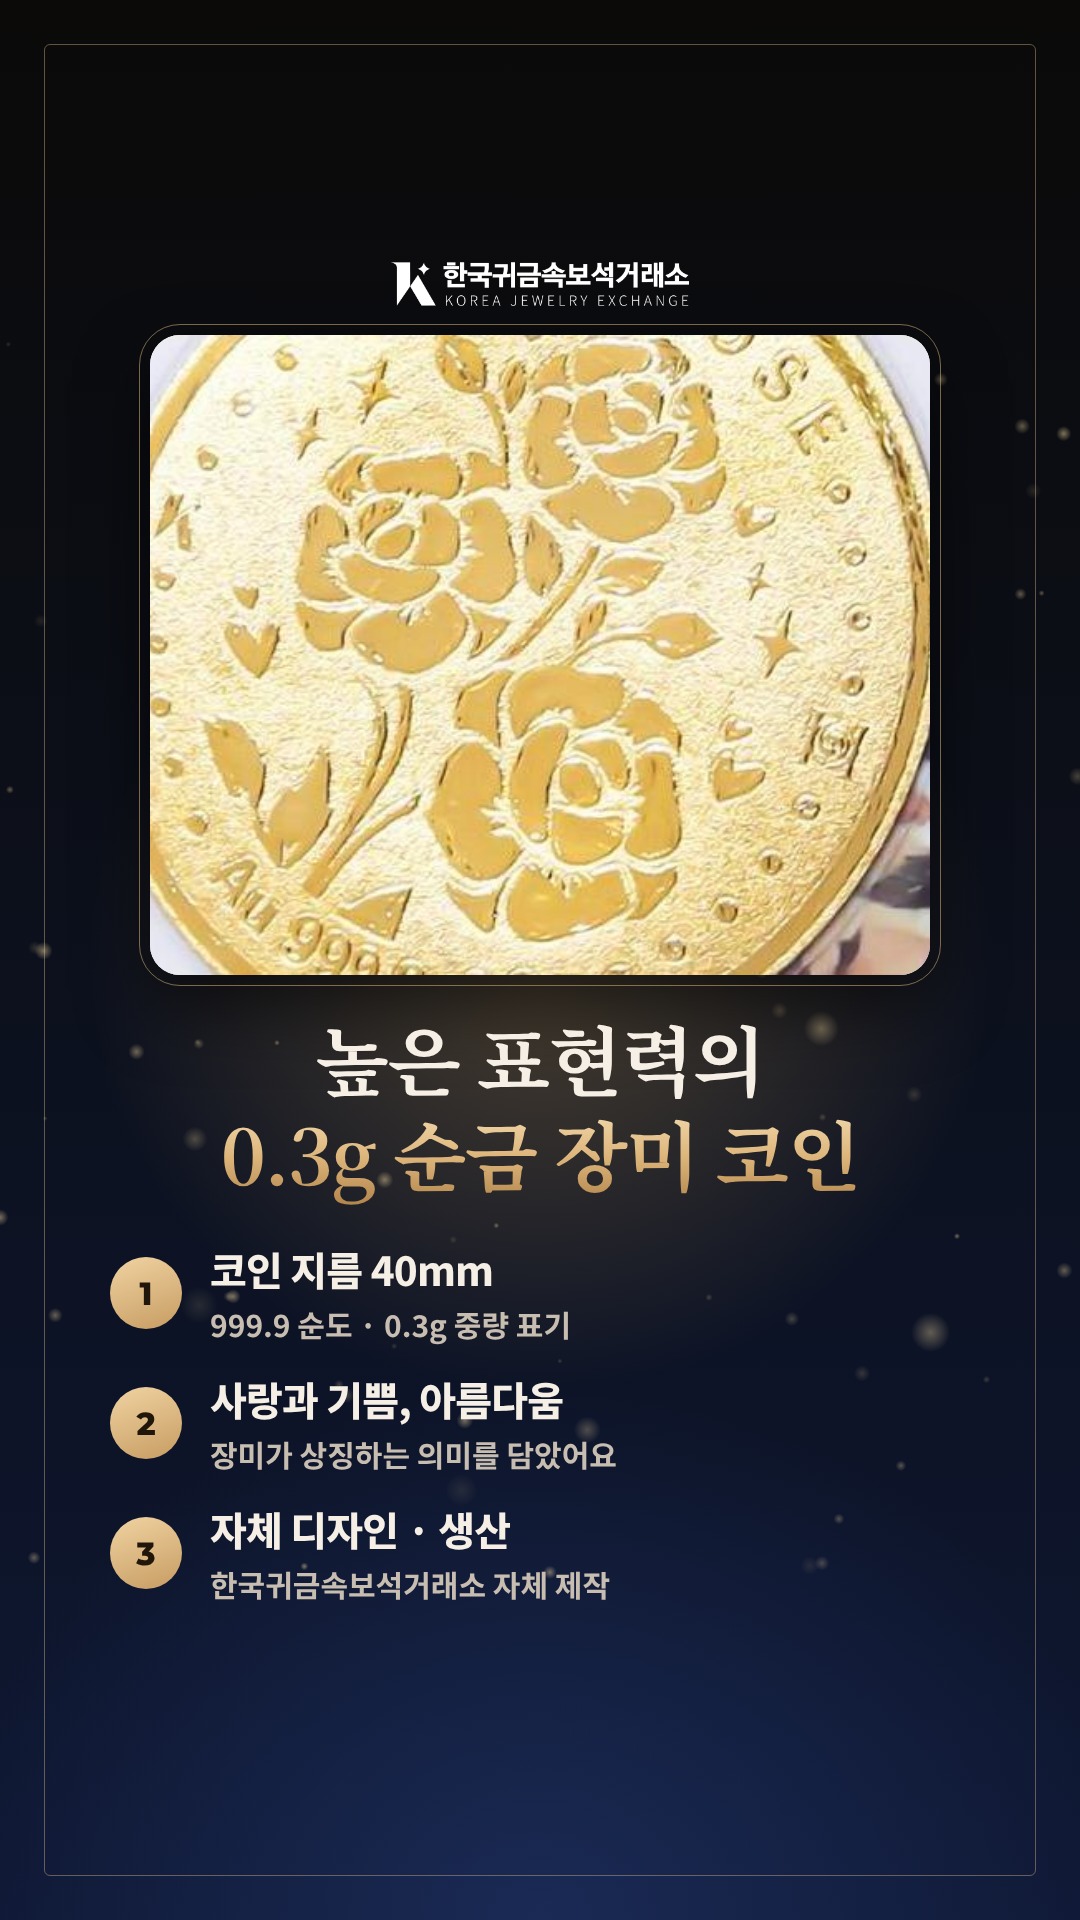 한국귀금속보석거래소
KOREA JEWELRY EXCHANGE
OSE
Au 999
높은 표현력의
0.3g 순금 장미 코인
1
코인 지름 40mm
999.9 순도 · 0.3g 중량 표기
2
사랑과 기쁨, 아름다움
장미가 상징하는 의미를 담았어요
3
자체 디자인 · 생산
한국귀금속보석거래소 자체 제작